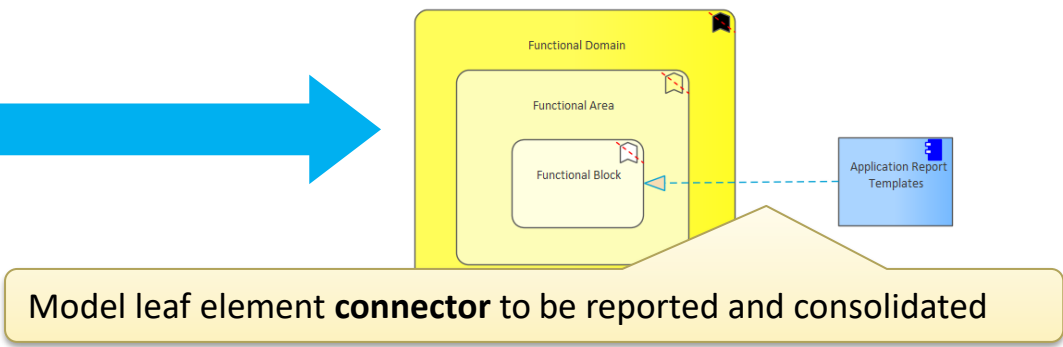 Functional Domain
Functional Area
Functional Block
Application Report
Templates
Model leaf element connector to be reported and consolidated